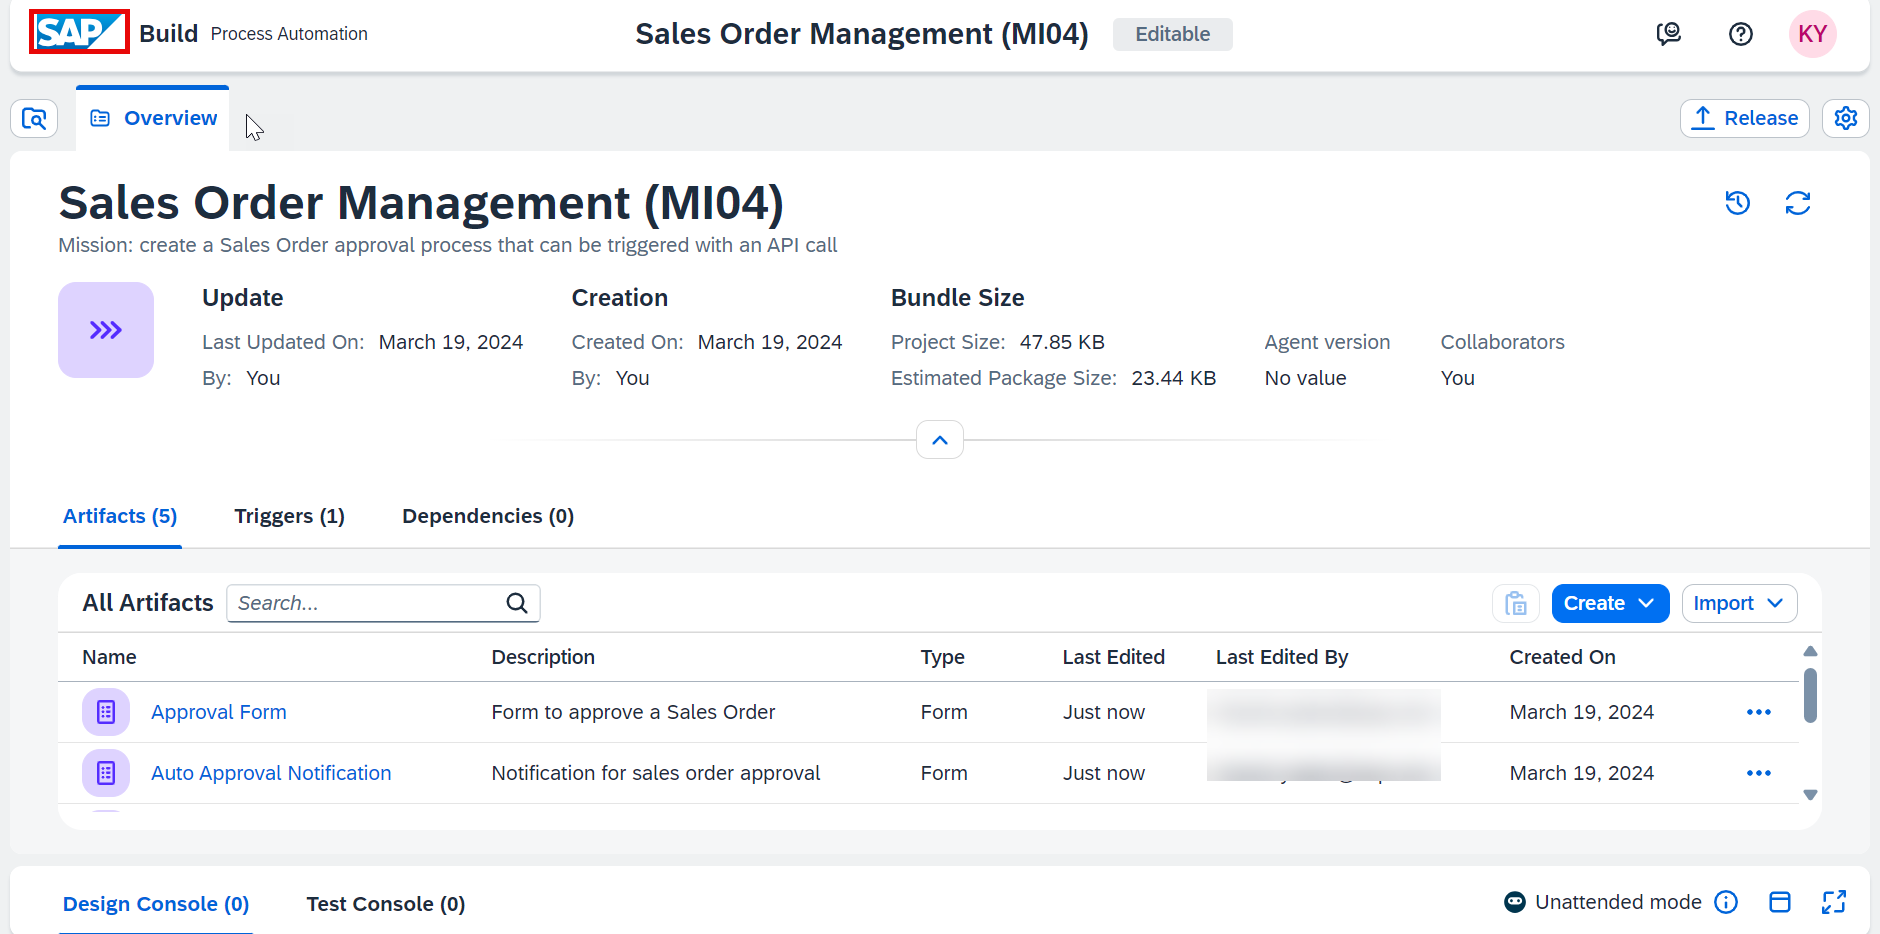 SAP Build Process Automation
Sales Order Management (MI04) Editable
KY
Overview
Release
Sales Order Management (MI04)
Mission: create a Sales Order approval process that can be triggered with an API call
Update Creation Bundle Size
Last Updated On: March 19, 2024 Created On: March 19, 2024 Project Size: 47.85 KB Agent version Collaborators
By: You By: You Estimated Package Size: 23.44 KB No value You
Artifacts (5) Triggers (1) Dependencies (0)
All Artifacts Search... Create Import
Name Description Type Last Edited Last Edited By Created On
Approval Form Form to approve a Sales Order Form Just now March 19, 2024
Auto Approval Notification Notification for sales order approval Form Just now March 19, 2024
Design Console (0) Test Console (0) Unattended mode